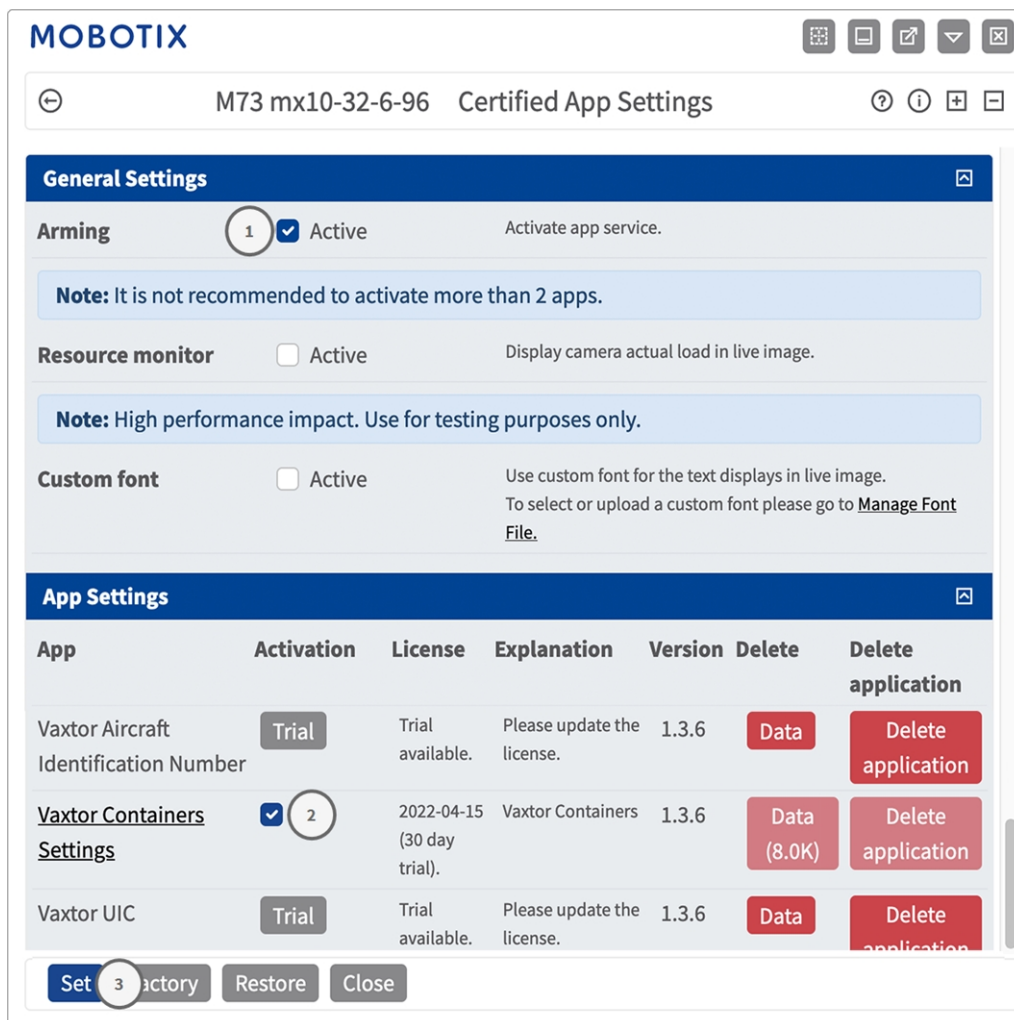 MOBOTIX
M73 mx10-32-6-96 Certified App Settings
General Settings
Arming 1 Active Activate app service.
Note: It is not recommended to activate more than 2 apps.
Resource monitor Active Display camera actual load in live image.
Note: High performance impact. Use for testing purposes only.
Custom font Active Use custom font for the text displays in live image.
To select or upload a custom font please go to Manage Font
File.
App Settings
App Activation License Explanation Version Delete Delete
application
Vaxtor Aircraft
Identification Number
Trial
Trial
available.
Please update the
license.
1.3.6
Data
Delete
application
Vaxtor Containers
Settings
2
2022-04-15
(30 day
trial).
Vaxtor Containers
1.3.6
Data
(8.0K)
Delete
application
Vaxtor UIC
Trial
Trial
available.
Please update the
license.
1.3.6
Data
Delete
application
Set 3 actory Restore Close